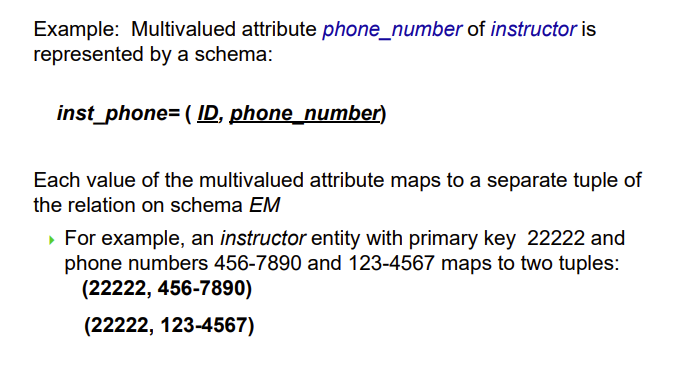 Example: Multivalued attribute phone_number of instructor is
represented by a schema:
inst_phone= ( ID, phone_number)
Each value of the multivalued attribute maps to a separate tuple of
the relation on schema EM
For example, an instructor entity with primary key 22222 and
phone numbers 456-7890 and 123-4567 maps to two tuples:
(22222, 456-7890)
(22222, 123-4567)